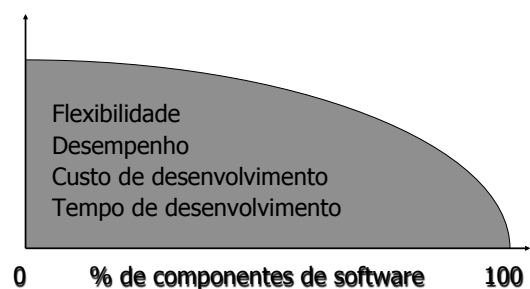 Flexibilidade
Desempenho
Custo de desenvolvimento
Tempo de desenvolvimento
0 % de componentes de software 100